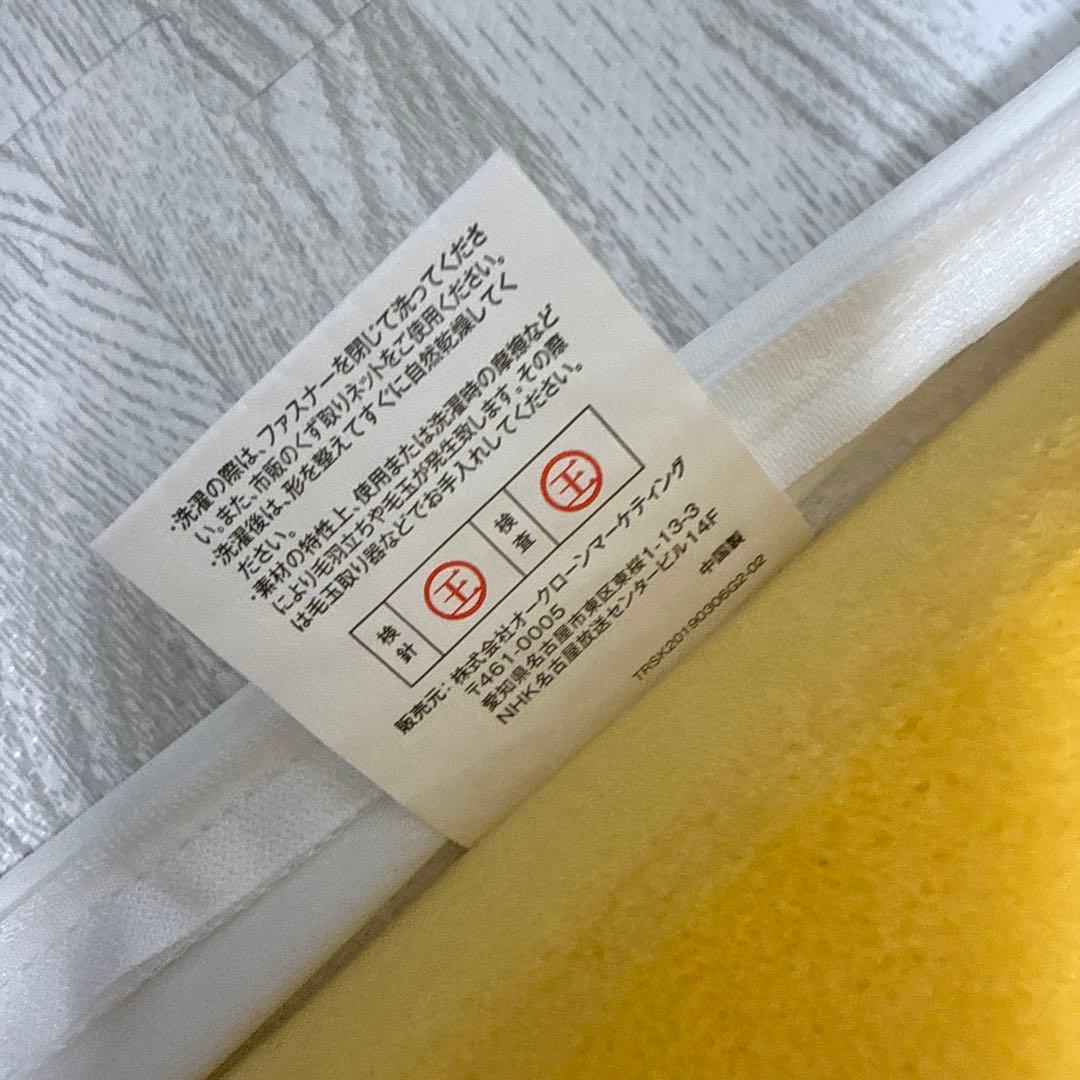 ・洗濯の際は、ファスナーを閉じて洗ってくださ
い。また、市販のくず取りネットをご使用ください。
・洗濯後は、形を整えてすぐに自然乾燥してく
ださい。
・素材の特性上、使用または洗濯時の摩擦など
により毛羽立ちや毛玉が発生致します。その際
は毛玉取り器などでお手入れしてください。
検針 王 検査 王
販売元：株式会社オークローンマーケティング
〒461-0005
愛知県名古屋市東区東桜1-13-3
NHK名古屋放送センタービル14F
中国製
TRSK20190306G2-02